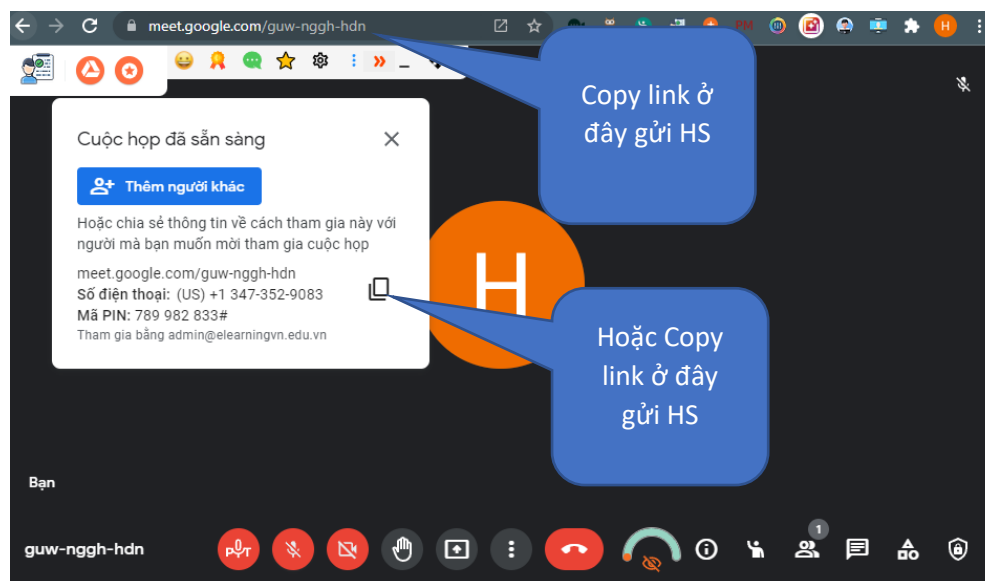 meet.google.com/guw-nggh-hdn
PM
H
Copy link ở
đây gửi HS
Cuộc họp đã sẵn sàng
Thêm người khác
Hoặc chia sẻ thông tin về cách tham gia này với
người mà bạn muốn mời tham gia cuộc họp
meet.google.com/guw-nggh-hdn
Số điện thoại: (US) +1 347-352-9083
Mã PIN: 789 982 833#
Tham gia bằng admin@elearningvn.edu.vn
H
Hoặc Copy
link ở đây
gửi HS
Bạn
guw-nggh-hdn
1